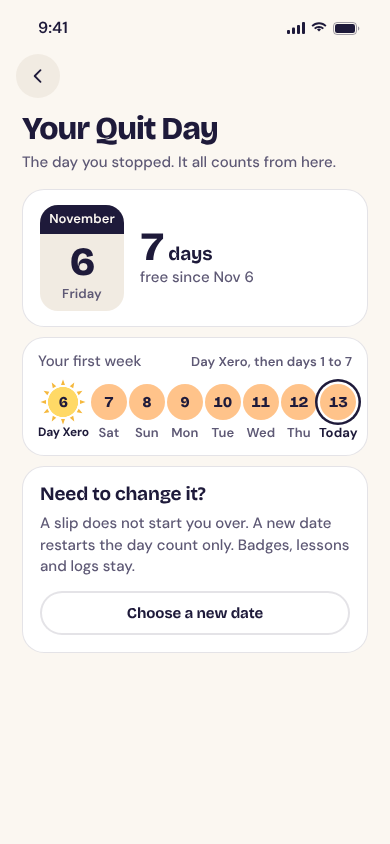 9:41
Your Quit Day
The day you stopped. It all counts from here.
November
6
Friday
7 days
free since Nov 6
Your first week
Day Xero, then days 1 to 7
6 7 8 9 10 11 12 13
Day Xero Sat Sun Mon Tue Wed Thu Today
Need to change it?
A slip does not start you over. A new date
restarts the day count only. Badges, lessons
and logs stay.
Choose a new date